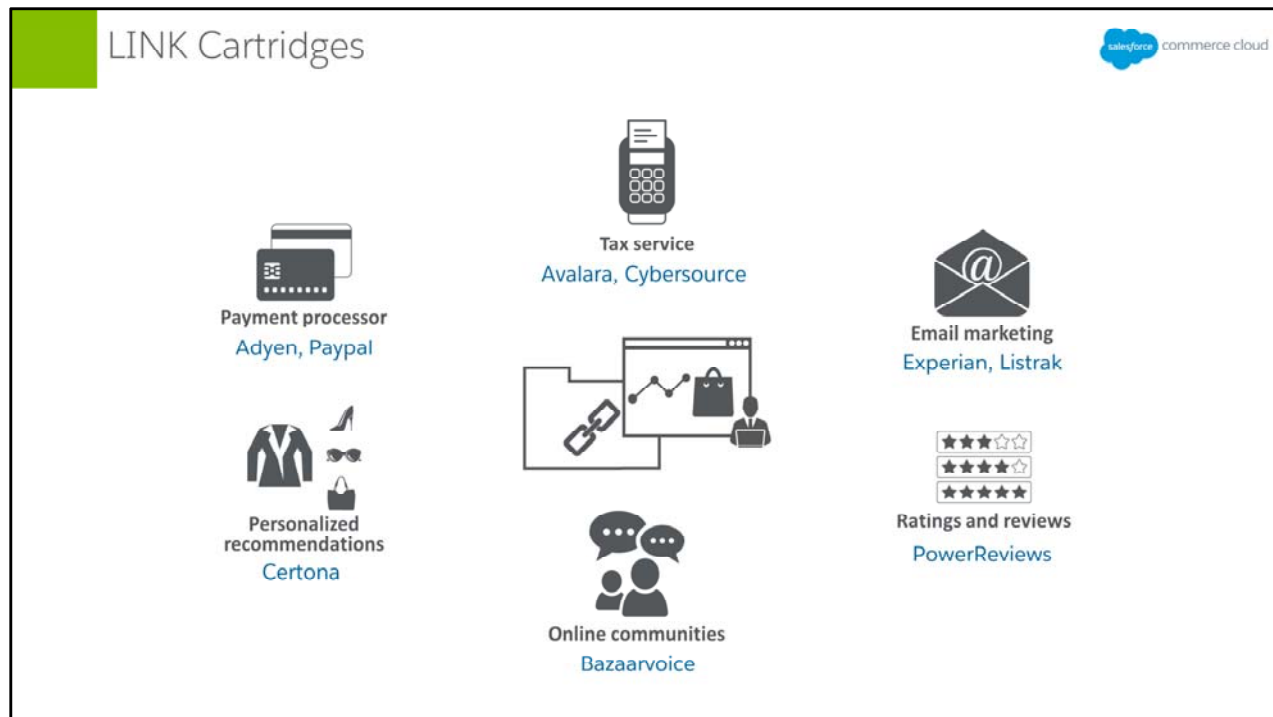 LINK Cartridges
salesforce commerce cloud
Tax service
Avalara, Cybersource
Payment processor
Adyen, Paypal
@
Email marketing
Experian, Listrak
Personalized
recommendations
Certona
Ratings and reviews
PowerReviews
Online communities
Bazaarvoice